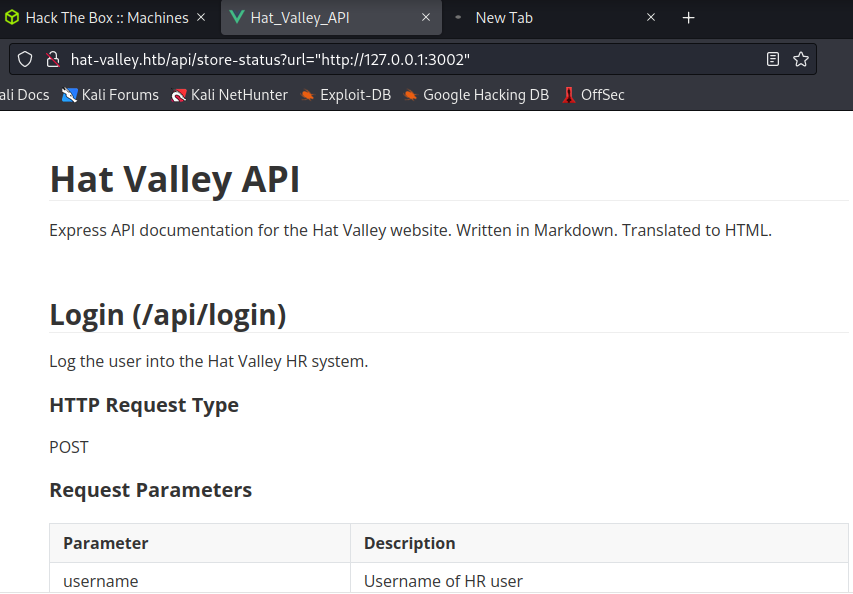 Hack The Box :: Machines
Hat_Valley_API
New Tab
hat-valley.htb/api/store-status?url="http://127.0.0.1:3002"
ali Docs Kali Forums Kali NetHunter Exploit-DB Google Hacking DB OffSec
Hat Valley API
Express API documentation for the Hat Valley website. Written in Markdown. Translated to HTML.
Login (/api/login)
Log the user into the Hat Valley HR system.
HTTP Request Type
POST
Request Parameters
Parameter Description
username Username of HR user